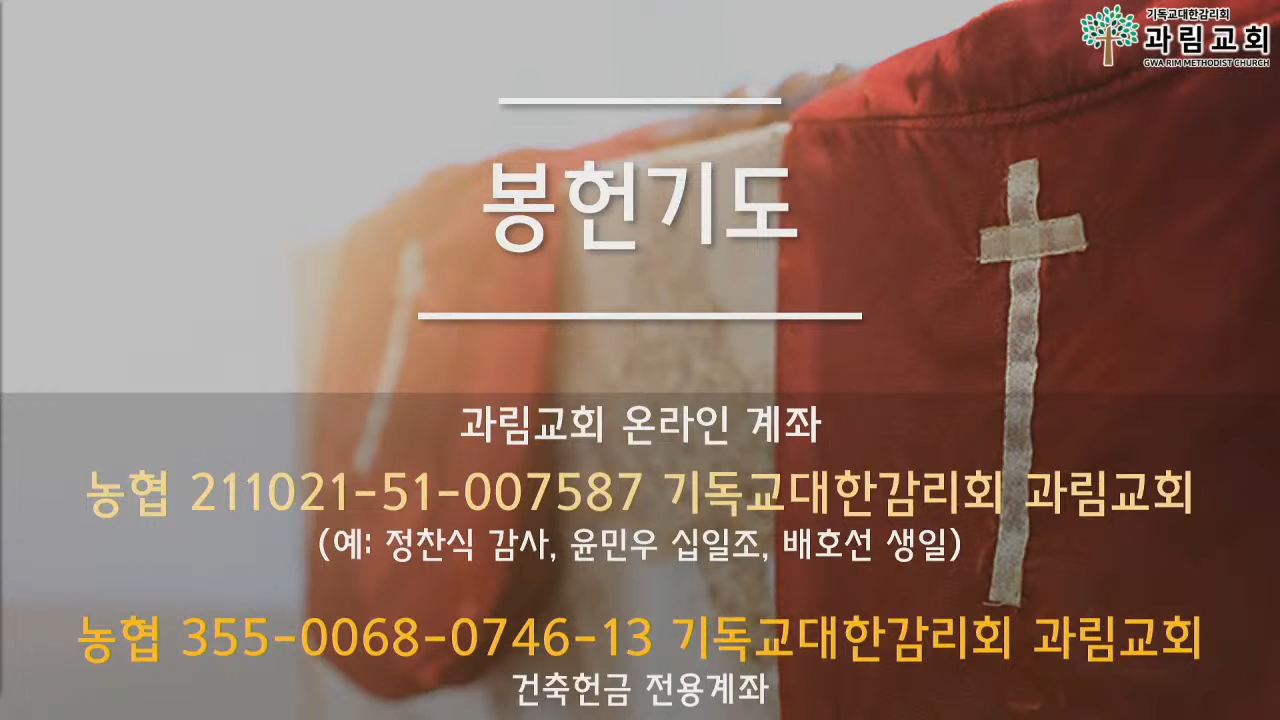 기독교대한감리회
과림교회
GWA RIM METHODIST CHURCH
봉헌기도
과림교회 온라인 계좌
농협 211021-51-007587 기독교대한감리회 과림교회
(예: 정찬식 감사, 윤민우 십일조, 배호선 생일)
농협 355-0068-0746-13 기독교대한감리회 과림교회
건축헌금 전용계좌